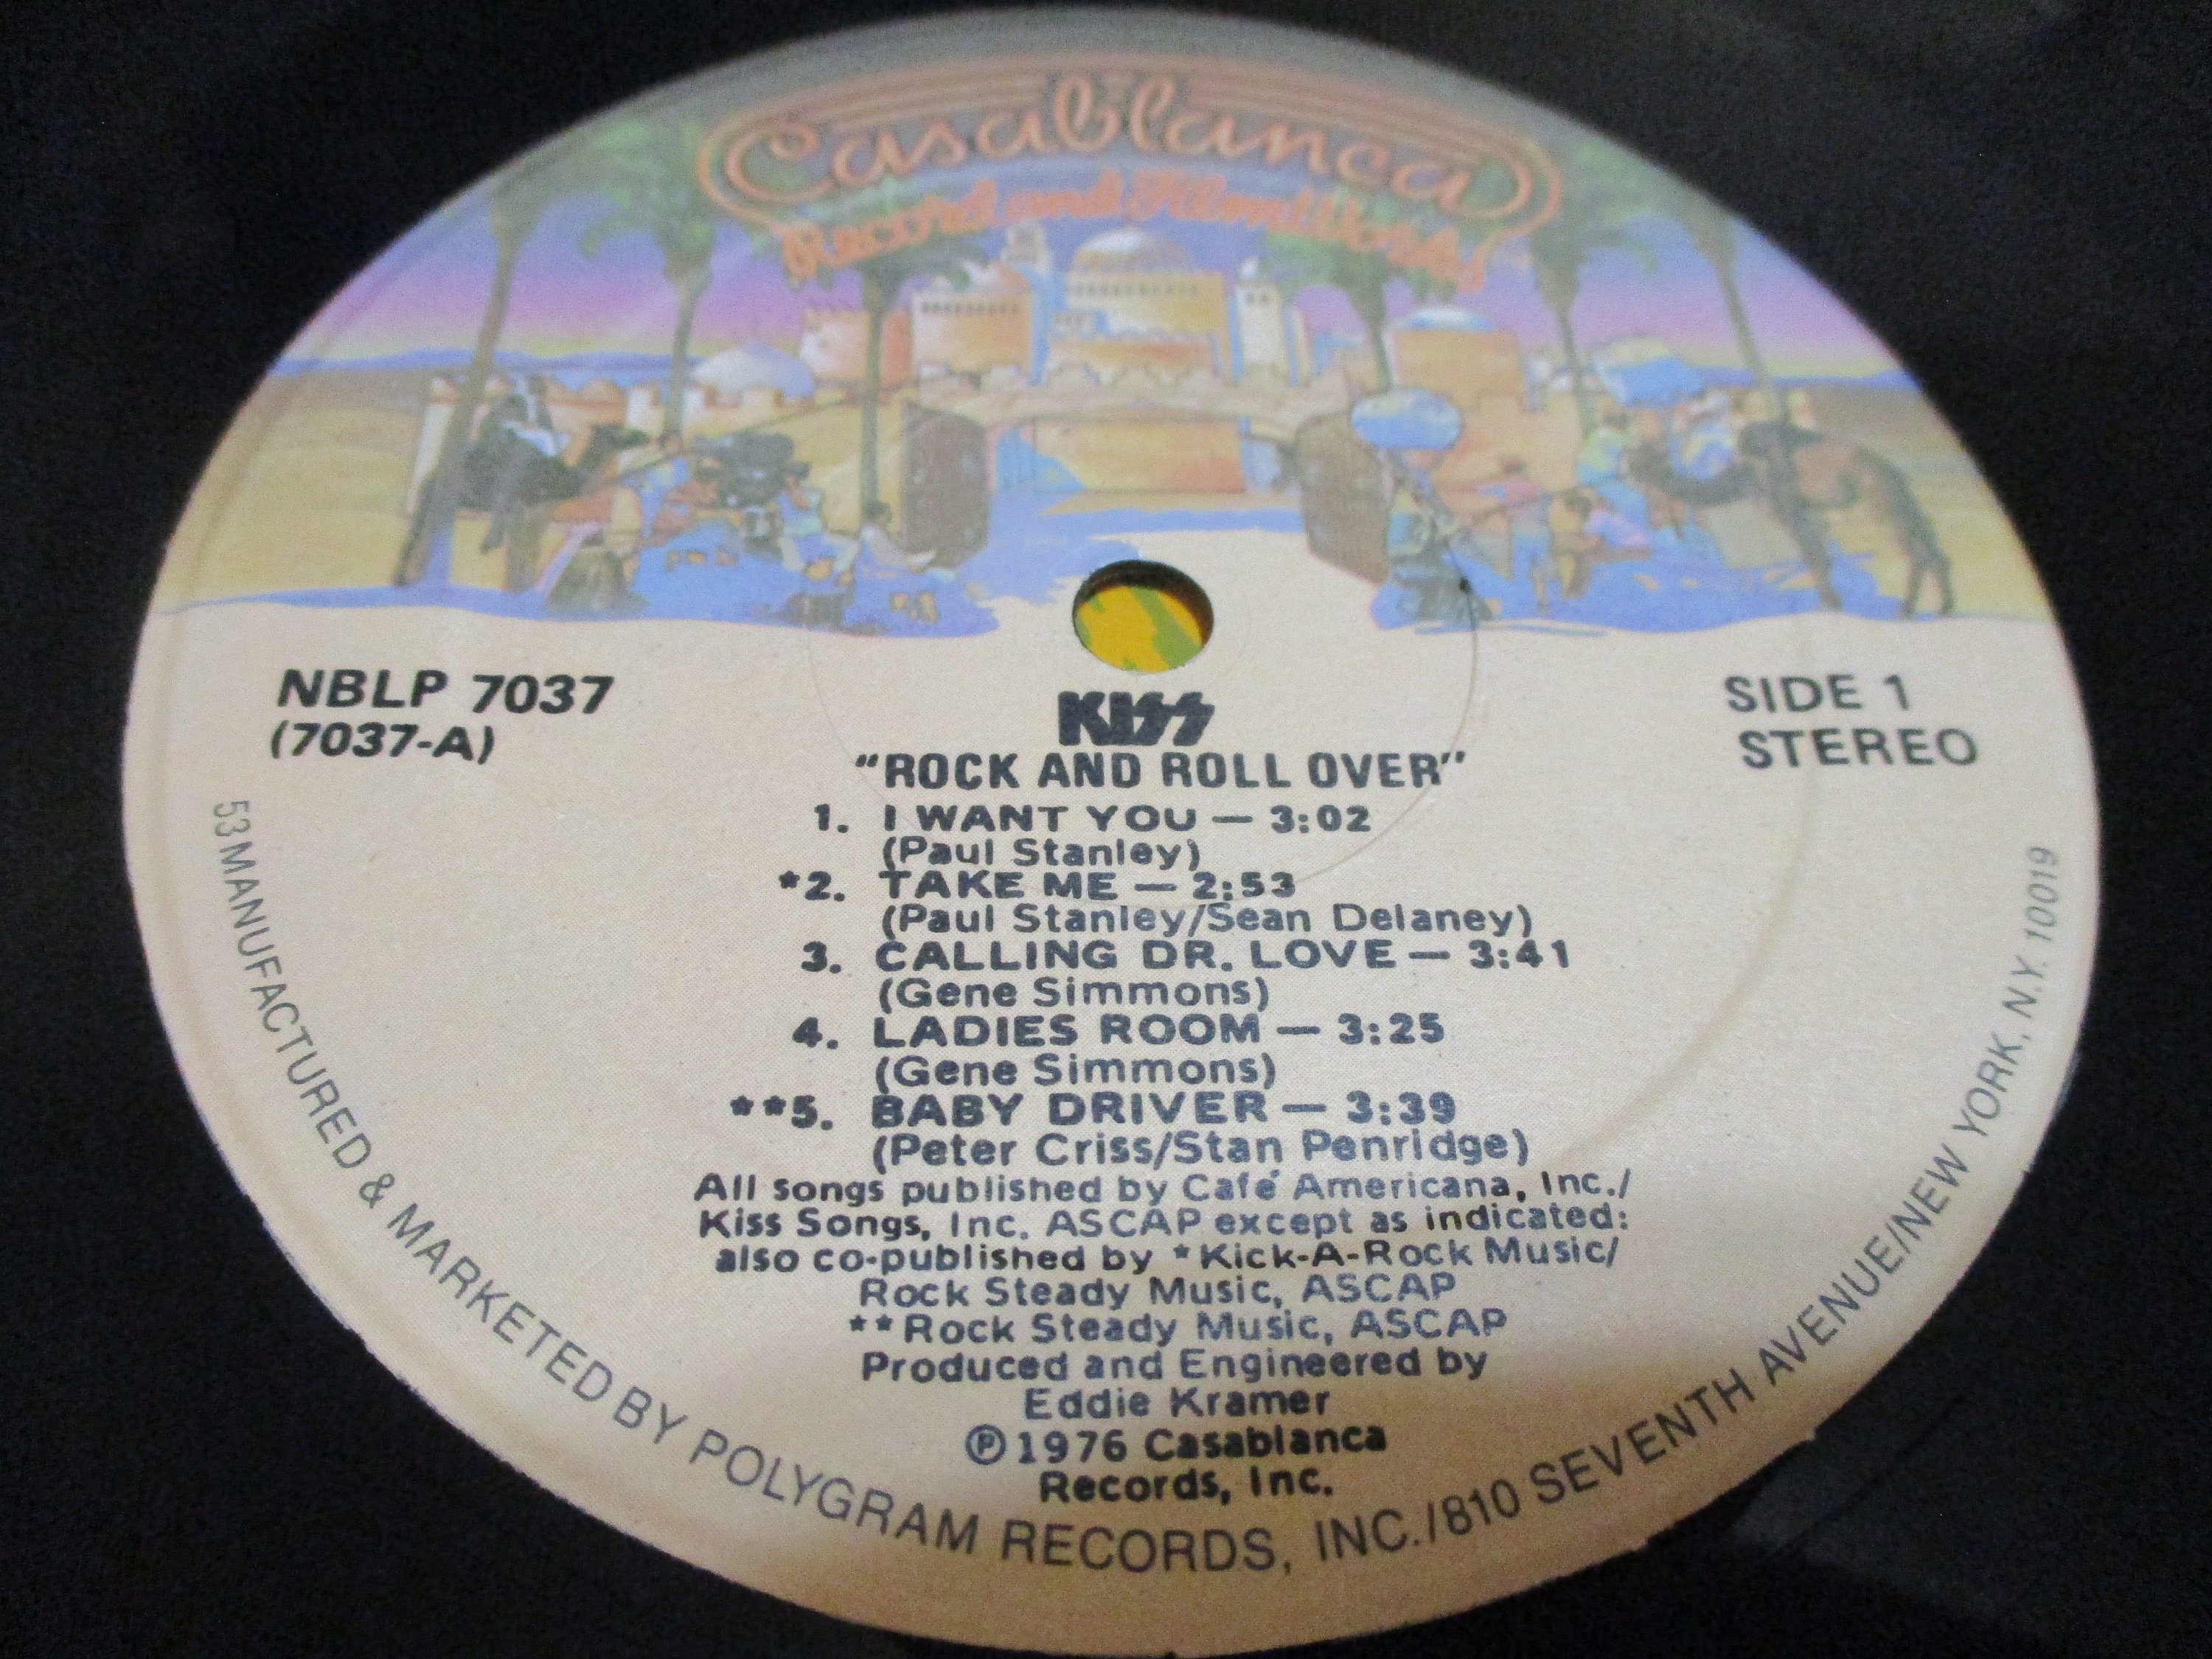 Casablanca
Record and FilmWorks
NBLP 7037
(7037-A)
SIDE 1
STEREO
KISS
"ROCK AND ROLL OVER"
1. I WANT YOU — 3:02
(Paul Stanley)
*2. TAKE ME — 2:53
(Paul Stanley/Sean Delaney)
3. CALLING DR. LOVE — 3:41
(Gene Simmons)
4. LADIES ROOM — 3:25
(Gene Simmons)
**5. BABY DRIVER — 3:39
(Peter Criss/Stan Penridge)
All songs published by Café Americana, Inc./
Kiss Songs, Inc. ASCAP except as indicated:
also co-published by *Kick-A-Rock Music/
Rock Steady Music, ASCAP
**Rock Steady Music, ASCAP
Produced and Engineered by
Eddie Kramer
℗1976 Casablanca
Records, Inc.
53 MANUFACTURED & MARKETED BY POLYGRAM RECORDS, INC./810 SEVENTH AVENUE/NEW YORK, N.Y. 10019